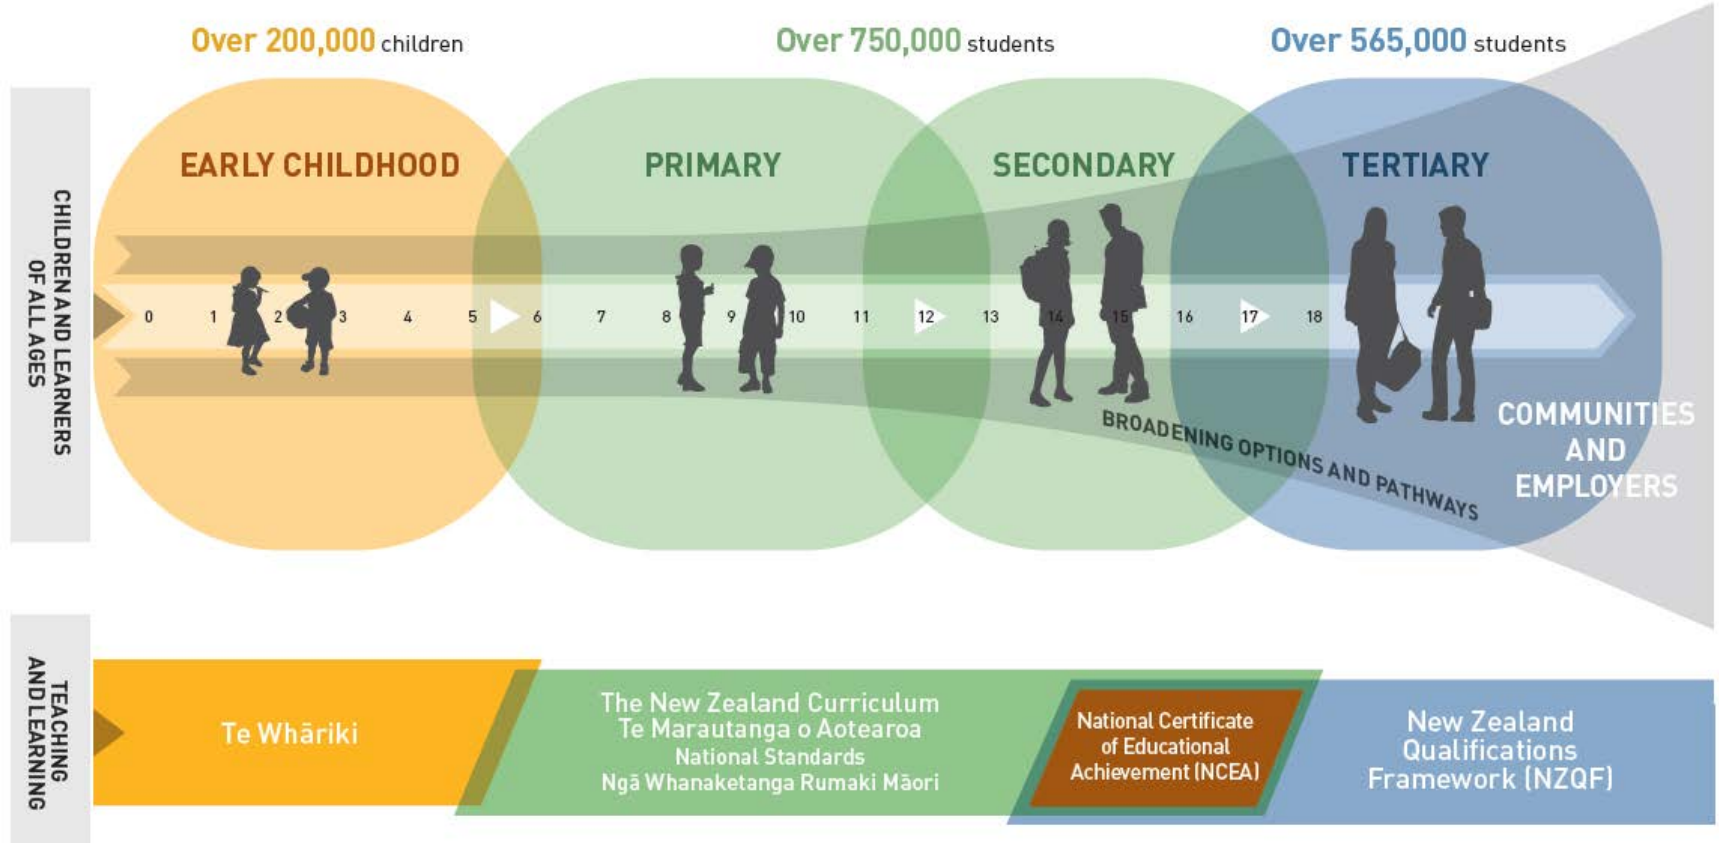 Over 200,000 children
Over 750,000 students
Over 565,000 students
CHILDREN AND LEARNERS
OF ALL AGES
EARLY CHILDHOOD
PRIMARY
SECONDARY
TERTIARY
0 1 2 3 4 5 6 7 8 9 10 11 12 13 14 15 16 17 18
BROADENING OPTIONS AND PATHWAYS
COMMUNITIES
AND
EMPLOYERS
TEACHING
AND LEARNING
Te Whāriki
The New Zealand Curriculum
Te Marautanga o Aotearoa
National Standards
Ngā Whanaketanga Rumaki Māori
National Certificate
of Educational
Achievement (NCEA)
New Zealand
Qualifications
Framework (NZQF)